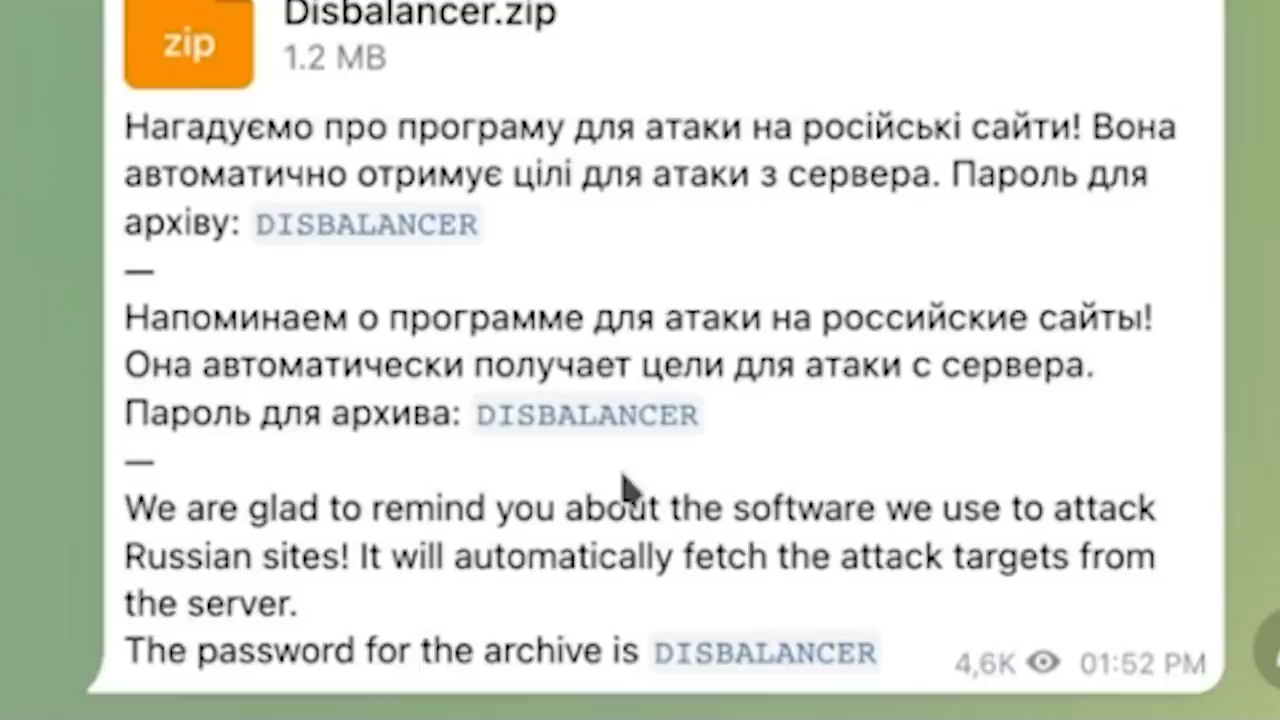 Disbalancer.zip
zip
1.2 MB
Нагадуємо про програму для атаки на російські сайти! Вона
автоматично отримує цілі для атаки з сервера. Пароль для
архіву: DISBALANCER
—
Напоминаем о программе для атаки на российские сайты!
Она автоматически получает цели для атаки с сервера.
Пароль для архива: DISBALANCER
—
We are glad to remind you about the software we use to attack
Russian sites! It will automatically fetch the attack targets from
the server.
The password for the archive is DISBALANCER
4,6K 01:52 PM